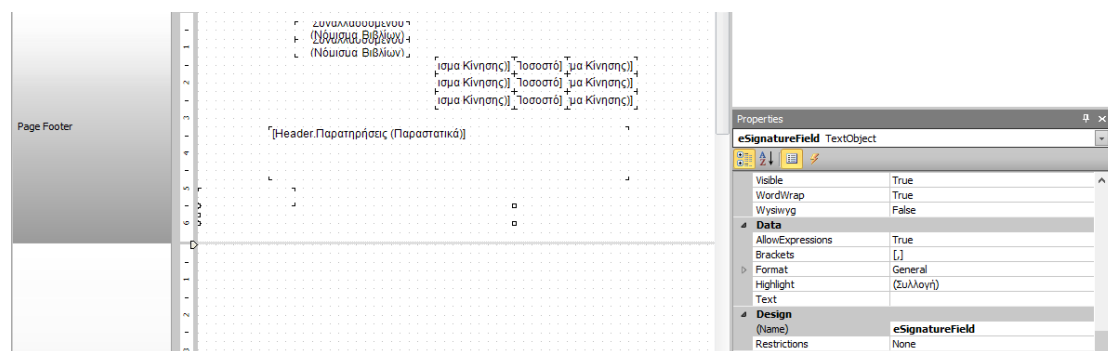 Συναλλασσόμενου
(Νόμισμα Βιβλίων)
Συναλλασσόμενου
(Νόμισμα Βιβλίων)
ισμα Κίνησης)] Ποσοστό] μα Κίνησης)]
ισμα Κίνησης)] Ποσοστό] μα Κίνησης)]
ισμα Κίνησης)] Ποσοστό] μα Κίνησης)]
Page Footer
[Header.Παρατηρήσεις (Παραστατικά)]
Properties
eSignatureField TextObject
Visible True
WordWrap True
Wysiwyg False
Data
AllowExpressions True
Brackets [,]
Format General
Highlight (Συλλογή)
Text
Design
(Name) eSignatureField
Restrictions None